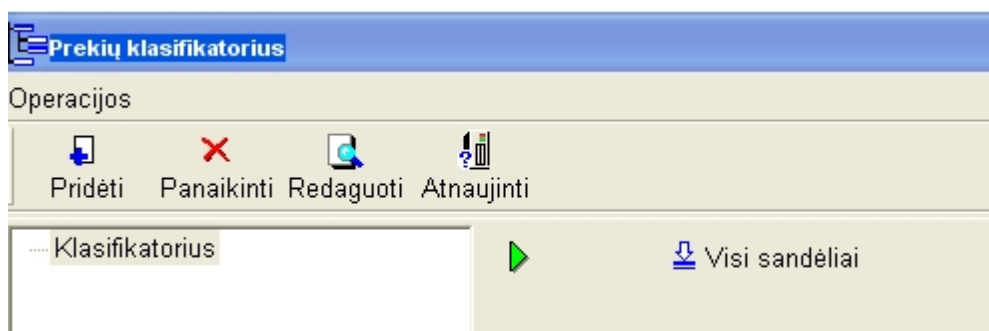 Prekių klasifikatorius
Operacijos
Pridėti Panaikinti Redaguoti Atnaujinti
Klasifikatorius Visi sandėliai